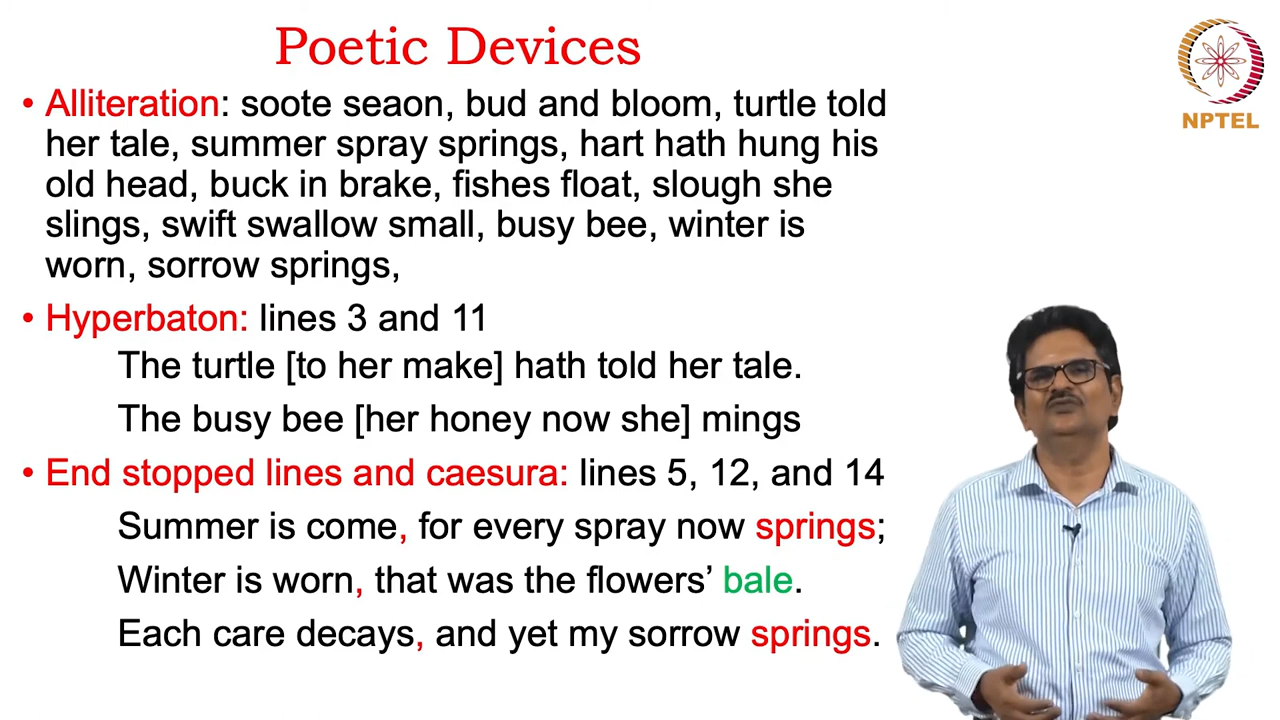 Poetic Devices
• Alliteration: soote seaon, bud and bloom, turtle told
her tale, summer spray springs, hart hath hung his
old head, buck in brake, fishes float, slough she
slings, swift swallow small, busy bee, winter is
worn, sorrow springs,
• Hyperbaton: lines 3 and 11
The turtle [to her make] hath told her tale.
The busy bee [her honey now she] mings
• End stopped lines and caesura: lines 5, 12, and 14
Summer is come, for every spray now springs;
Winter is worn, that was the flowers’ bale.
Each care decays, and yet my sorrow springs.
NPTEL